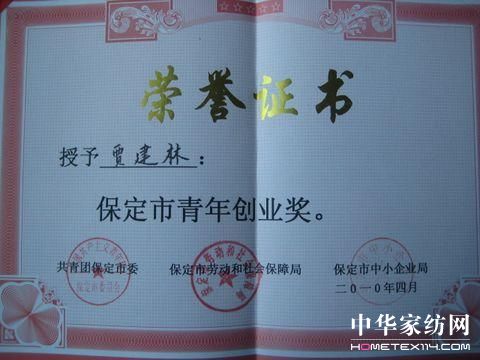 荣誉证书
授予 贾建林：
保定市青年创业奖。
共青团保定市委 保定市劳动和社会保障局 保定市中小企业局
二〇一〇年四月
中华家纺网
HOMETEX114.COM